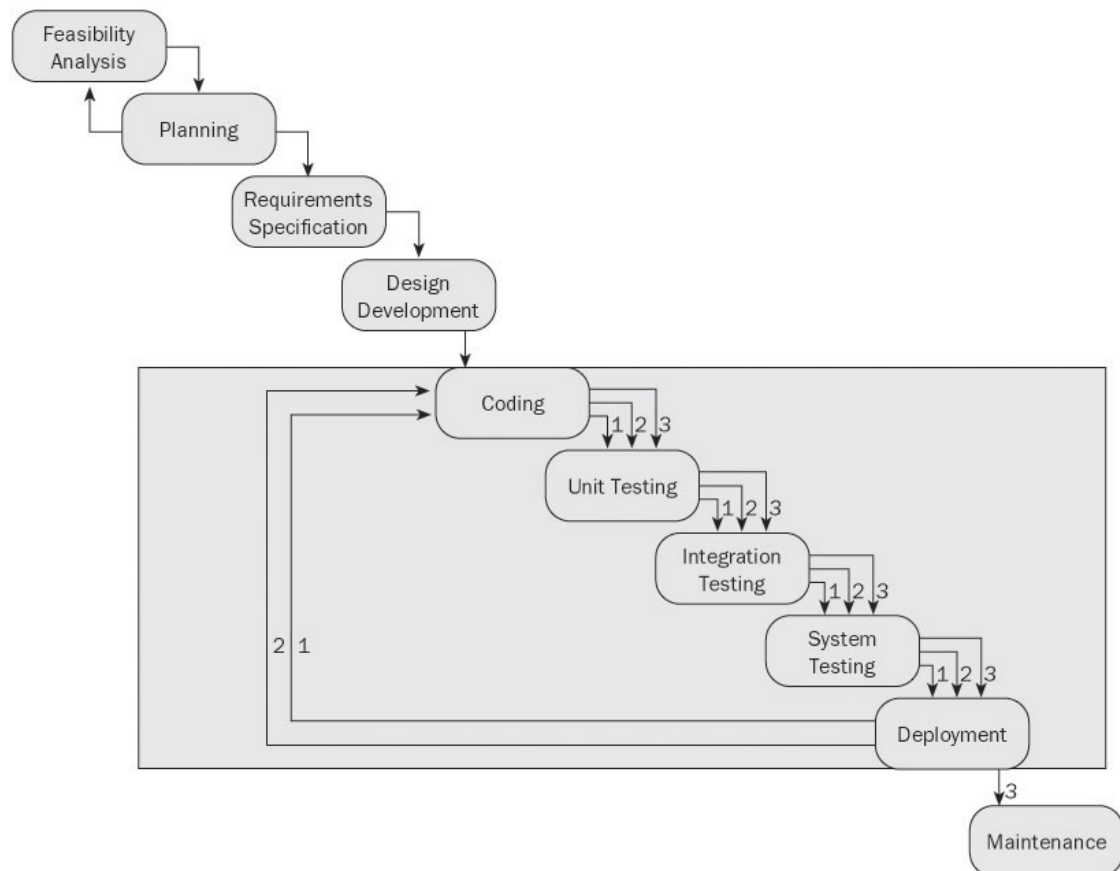 Feasibility
Analysis
Planning
Requirements
Specification
Design
Development
Coding
1 2 3
Unit Testing
1 2 3
Integration
Testing
1 2 3
2 1
System
Testing
1 2 3
Deployment
3
Maintenance